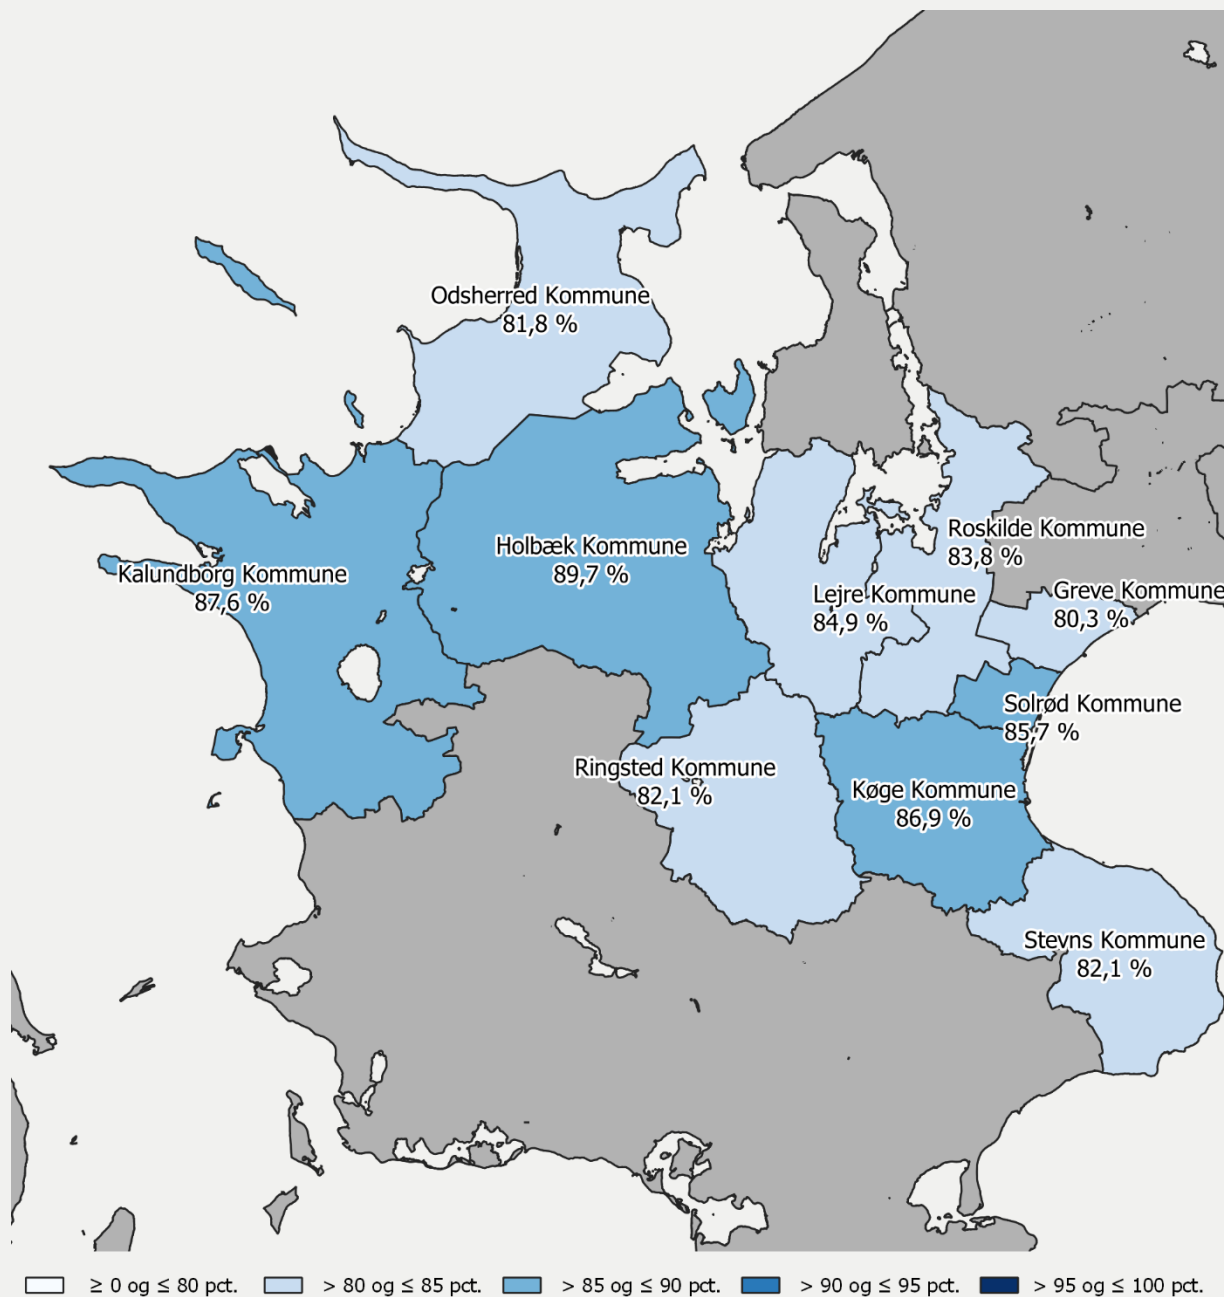 Odsherred Kommune
81,8 %
Roskilde Kommune
83,8 %
Holbæk Kommune
89,7 %
Kalundborg Kommune
87,6 %
Lejre Kommune
84,9 %
Greve Kommune
80,3 %
Solrød Kommune
85,7 %
Ringsted Kommune
82,1 %
Køge Kommune
86,9 %
Stevns Kommune
82,1 %
≥ 0 og ≤ 80 pct.
> 80 og ≤ 85 pct.
> 85 og ≤ 90 pct.
> 90 og ≤ 95 pct.
> 95 og ≤ 100 pct.